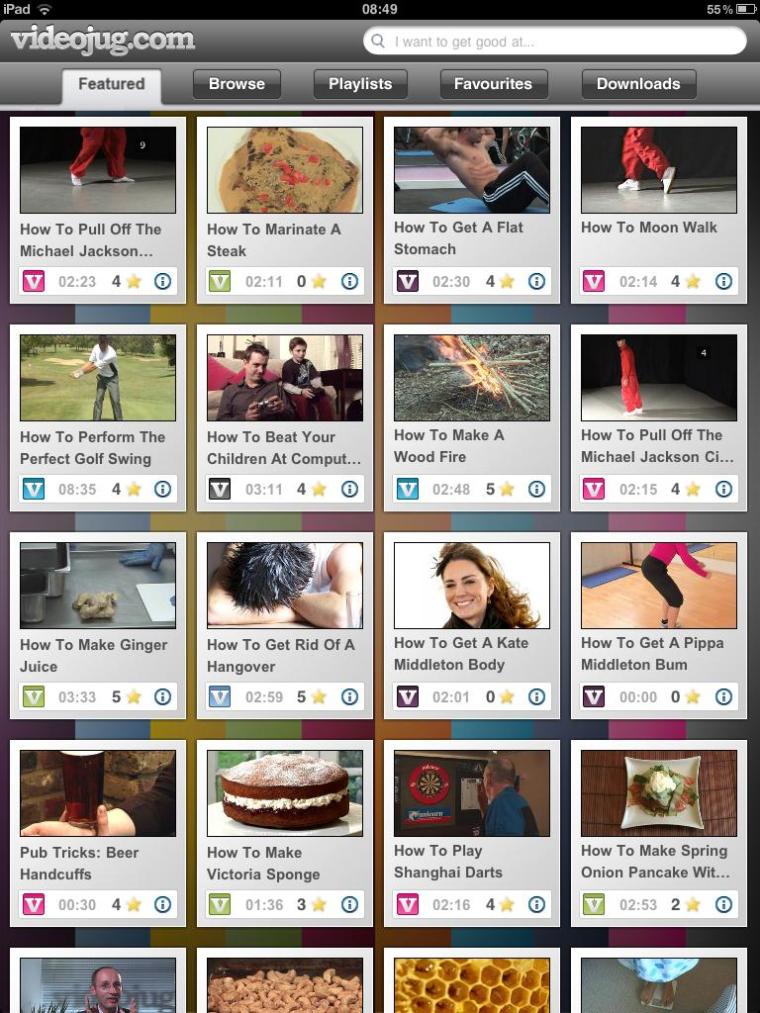 iPad 08:49 55%
videojug.com I want to get good at...
Featured Browse Playlists Favourites Downloads
9
How To Pull Off The
Michael Jackson...
V 02:23 4
How To Marinate A
Steak
V 02:11 0
How To Get A Flat
Stomach
V 02:30 4
How To Moon Walk
V 02:14 4
How To Perform The
Perfect Golf Swing
V 08:35 4
How To Beat Your
Children At Comput...
V 03:11 4
How To Make A
Wood Fire
V 02:48 5
4
How To Pull Off The
Michael Jackson Ci...
V 02:15 4
How To Make Ginger
Juice
V 03:33 5
How To Get Rid Of A
Hangover
V 02:59 5
How To Get A Kate
Middleton Body
V 02:01 0
How To Get A Pippa
Middleton Bum
V 00:00 0
Pub Tricks: Beer
Handcuffs
V 00:30 4
How To Make
Victoria Sponge
V 01:36 3
unicorn
How To Play
Shanghai Darts
V 02:16 4
How To Make Spring
Onion Pancake Wit...
V 02:53 2